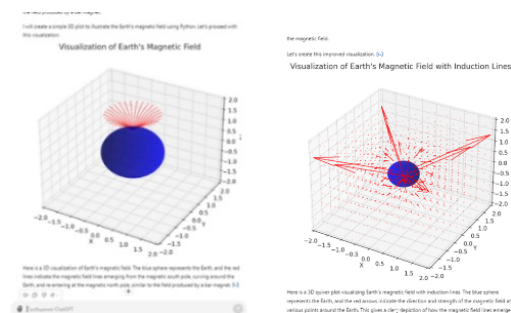 I will create a simple 3D plot to illustrate the Earth's magnetic field using Python. Let's proceed with
this visualization.
Visualization of Earth's Magnetic Field
2.0
1.5
1.0
0.5
0.0
-0.5
-1.0
-1.5
-2.0
-2.0 -1.5 -1.0 -0.5 0.0 0.5 1.0 1.5 2.0
X
-2.0 -1.5 -1.0 -0.5 0.0 0.5 1.0 1.5 2.0
Y
Here is a 3D visualization of Earth's magnetic field. The blue sphere represents the Earth, and the red
lines indicate the magnetic field lines emerging from the magnetic south pole, curving around the
Earth, and re-entering at the magnetic north pole, similar to the field produced by a bar magnet. [>-]
ChatGPT
the magnetic field.
Let's create this improved visualization. [>-]
Visualization of Earth's Magnetic Field with Induction Lines
2.0
1.5
1.0
0.5
0.0
-0.5
-1.0
-1.5
-2.0
-2.0 -1.5 -1.0 -0.5 0.0 0.5 1.0 1.5 2.0
X
-2.0 -1.5 -1.0 -0.5 0.0 0.5 1.0 1.5
Y
Here is a 3D quiver plot visualizing Earth's magnetic field with induction lines. The blue sphere
represents the Earth, and the red arrows indicate the direction and strength of the magnetic field at
various points around the Earth. This gives a depiction of how the magnetic field lines emerge